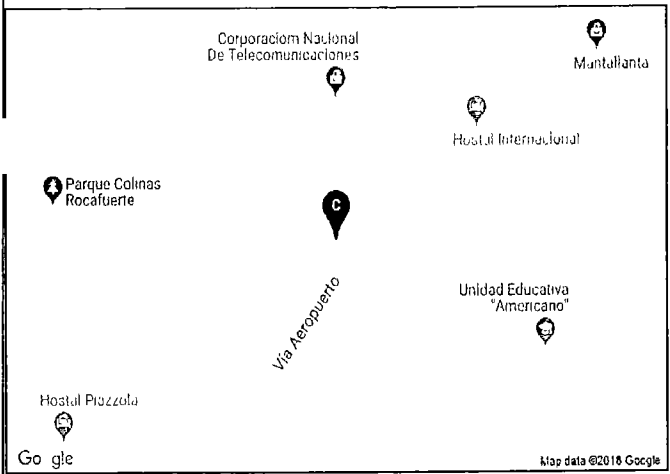 Corporaciom Nacional
De Telecomunicaciones
Mantallanta
Hostal Internacional
Parque Colinas
Rocafuerte
C
Vía Aeropuerto
Unidad Educativa
"Americano"
Hostal Piazzola
Go gle
Map data ©2018 Google